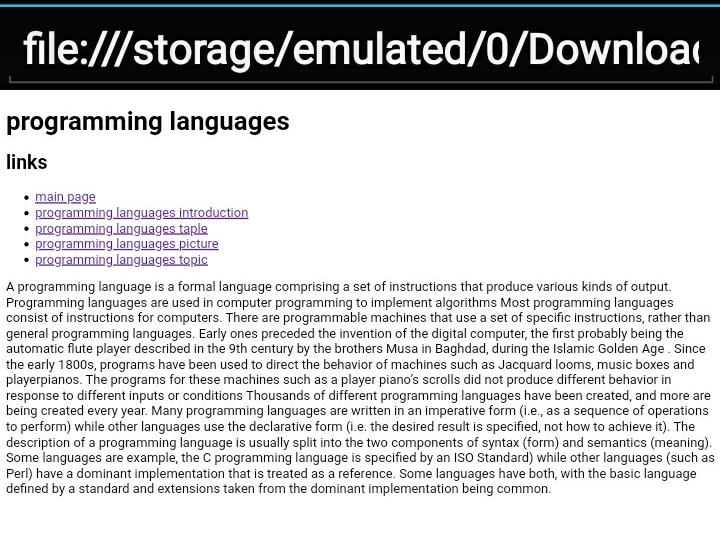 file:///storage/emulated/0/Download
programming languages
links
main page
programming languages introduction
programming languages taple
programming languages picture
programming languages topic
A programming language is a formal language comprising a set of instructions that produce various kinds of output.
Programming languages are used in computer programming to implement algorithms Most programming languages
consist of instructions for computers. There are programmable machines that use a set of specific instructions, rather than
general programming languages. Early ones preceded the invention of the digital computer, the first probably being the
automatic flute player described in the 9th century by the brothers Musa in Baghdad, during the Islamic Golden Age . Since
the early 1800s, programs have been used to direct the behavior of machines such as Jacquard looms, music boxes and
playerpianos. The programs for these machines such as a player piano's scrolls did not produce different behavior in
response to different inputs or conditions Thousands of different programming languages have been created, and more are
being created every year. Many programming languages are written in an imperative form (i.e., as a sequence of operations
to perform) while other languages use the declarative form (i.e. the desired result is specified, not how to achieve it). The
description of a programming language is usually split into the two components of syntax (form) and semantics (meaning).
Some languages are example, the C programming language is specified by an ISO Standard) while other languages (such as
Perl) have a dominant implementation that is treated as a reference. Some languages have both, with the basic language
defined by a standard and extensions taken from the dominant implementation being common.